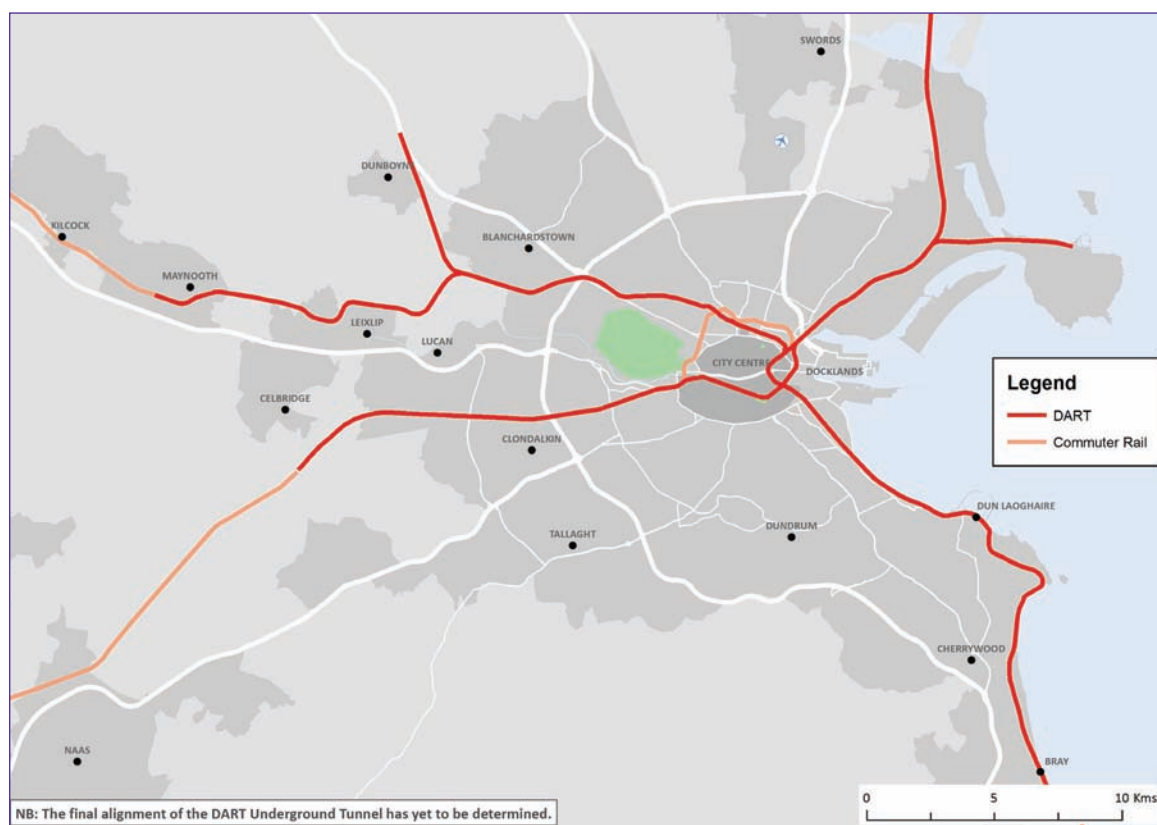 SWORDS
DUNBOYNE
KILCOCK
BLANCHARDSTOWN
MAYNOOTH
LEIXLIP
LUCAN
CITY CENTRE
DOCKLANDS
Legend
DART
Commuter Rail
CELBRIDGE
CLONDALKIN
DUN LAOGHAIRE
TALLAGHT
DUNDRUM
CHERRYWOOD
NAAS
BRAY
0 5 10 Kms
NB: The final alignment of the DART Underground Tunnel has yet to be determined.